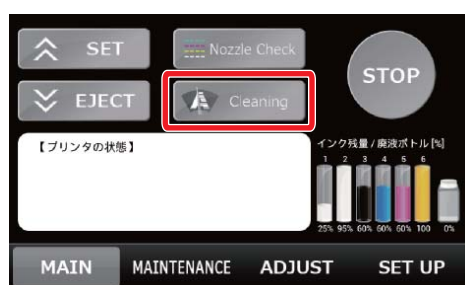 SET
Nozzle Check
STOP
EJECT
Cleaning
【プリンタの状態】
インク残量 / 廃液ボトル [%]
1 2 3 4 5 6
25% 95% 60% 60% 60% 100 0%
MAIN MAINTENANCE ADJUST SET UP